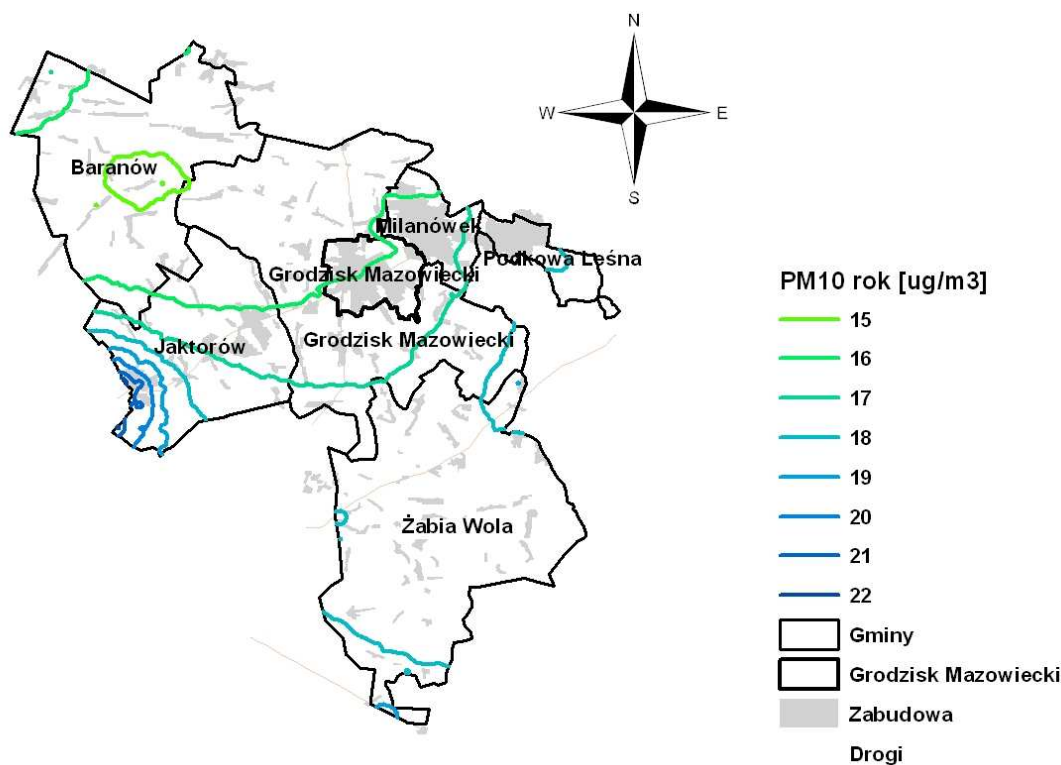 N
W
E
S
Baranów
Milanówek
Podkowa Leśna
Grodzisk Mazowiecki
Jaktorów
Grodzisk Mazowiecki
Żabia Wola
PM10 rok [ug/m3]
15
16
17
18
19
20
21
22
Gminy
Grodzisk Mazowiecki
Zabudowa
Drogi